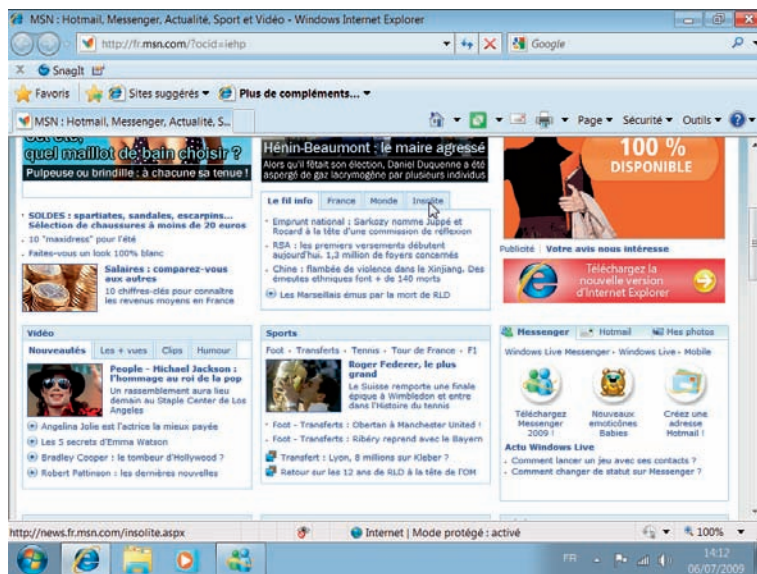 MSN : Hotmail, Messenger, Actualité, Sport et Vidéo - Windows Internet Explorer
http://fr.msn.com/?ocid=iehp
Google
X SnagIt
Favoris Sites suggérés Plus de compléments...
MSN : Hotmail, Messenger, Actualité, S...
Page Sécurité Outils
quel maillot de bain choisir ?
Pulpeuse ou brindille : à chacune sa tenue !
SOLDES : spartiates, sandales, escarpins...
Sélection de chaussures à moins de 20 euros
10 "maxidress" pour l'été
Faites-vous un look 100% blanc
Salaires : comparez-vous
aux autres
10 chiffres-clés pour connaître
les revenus moyens en France
Hénin-Beaumont : le maire agressé
Alors qu'il fêtait son élection, Daniel Duquenne a été
aspergé de gaz lacrymogène par plusieurs individus
Le fil info France Monde Insolite
Emprunt national : Sarkozy nomme Juppé et
Rocard à la tête d'une commission de réflexion
RSA : les premiers versements débutent
aujourd'hui. 1,3 million de foyers concernés
Chine : flambée de violence dans le Xinjiang. Des
émeutes ethniques font + de 140 morts
Les Marseillais émus par la mort de RLD
100 %
DISPONIBLE
Publicité Votre avis nous intéresse
Téléchargez la
nouvelle version
d'Internet Explorer
Vidéo
Nouveautés Les + vues Clips Humour
People - Michael Jackson :
l'hommage au roi de la pop
Un rassemblement aura lieu
demain au Staple Center de Los
Angeles
Angelina Jolie est l'actrice la mieux payée
Les 5 secrets d'Emma Watson
Bradley Cooper : le tombeur d'Hollywood ?
Robert Pattinson : les dernières nouvelles
Sports
Foot - Transferts - Tennis - Tour de France - F1
Roger Federer, le plus
grand
Le Suisse remporte une finale
épique à Wimbledon et entre
dans l'Histoire du tennis
Foot - Transferts : Obertan à Manchester United !
Foot - Transferts : Ribéry reprend avec le Bayern
Transfert : Lyon, 8 millions sur Kleber ?
Retour sur les 12 ans de RLD à la tête de l'OM
Messenger Hotmail Mes photos
Windows Live Messenger - Windows Live - Mobile
Téléchargez
Messenger
2009 !
Nouveaux
emoticônes
Babies
Créez une
adresse
Hotmail !
Actu Windows Live
Comment lancer un jeu avec ses contacts ?
Comment changer de statut sur Messenger ?
http://news.fr.msn.com/insolite.aspx
Internet | Mode protégé : activé
100%
FR
14:12
06/07/2009